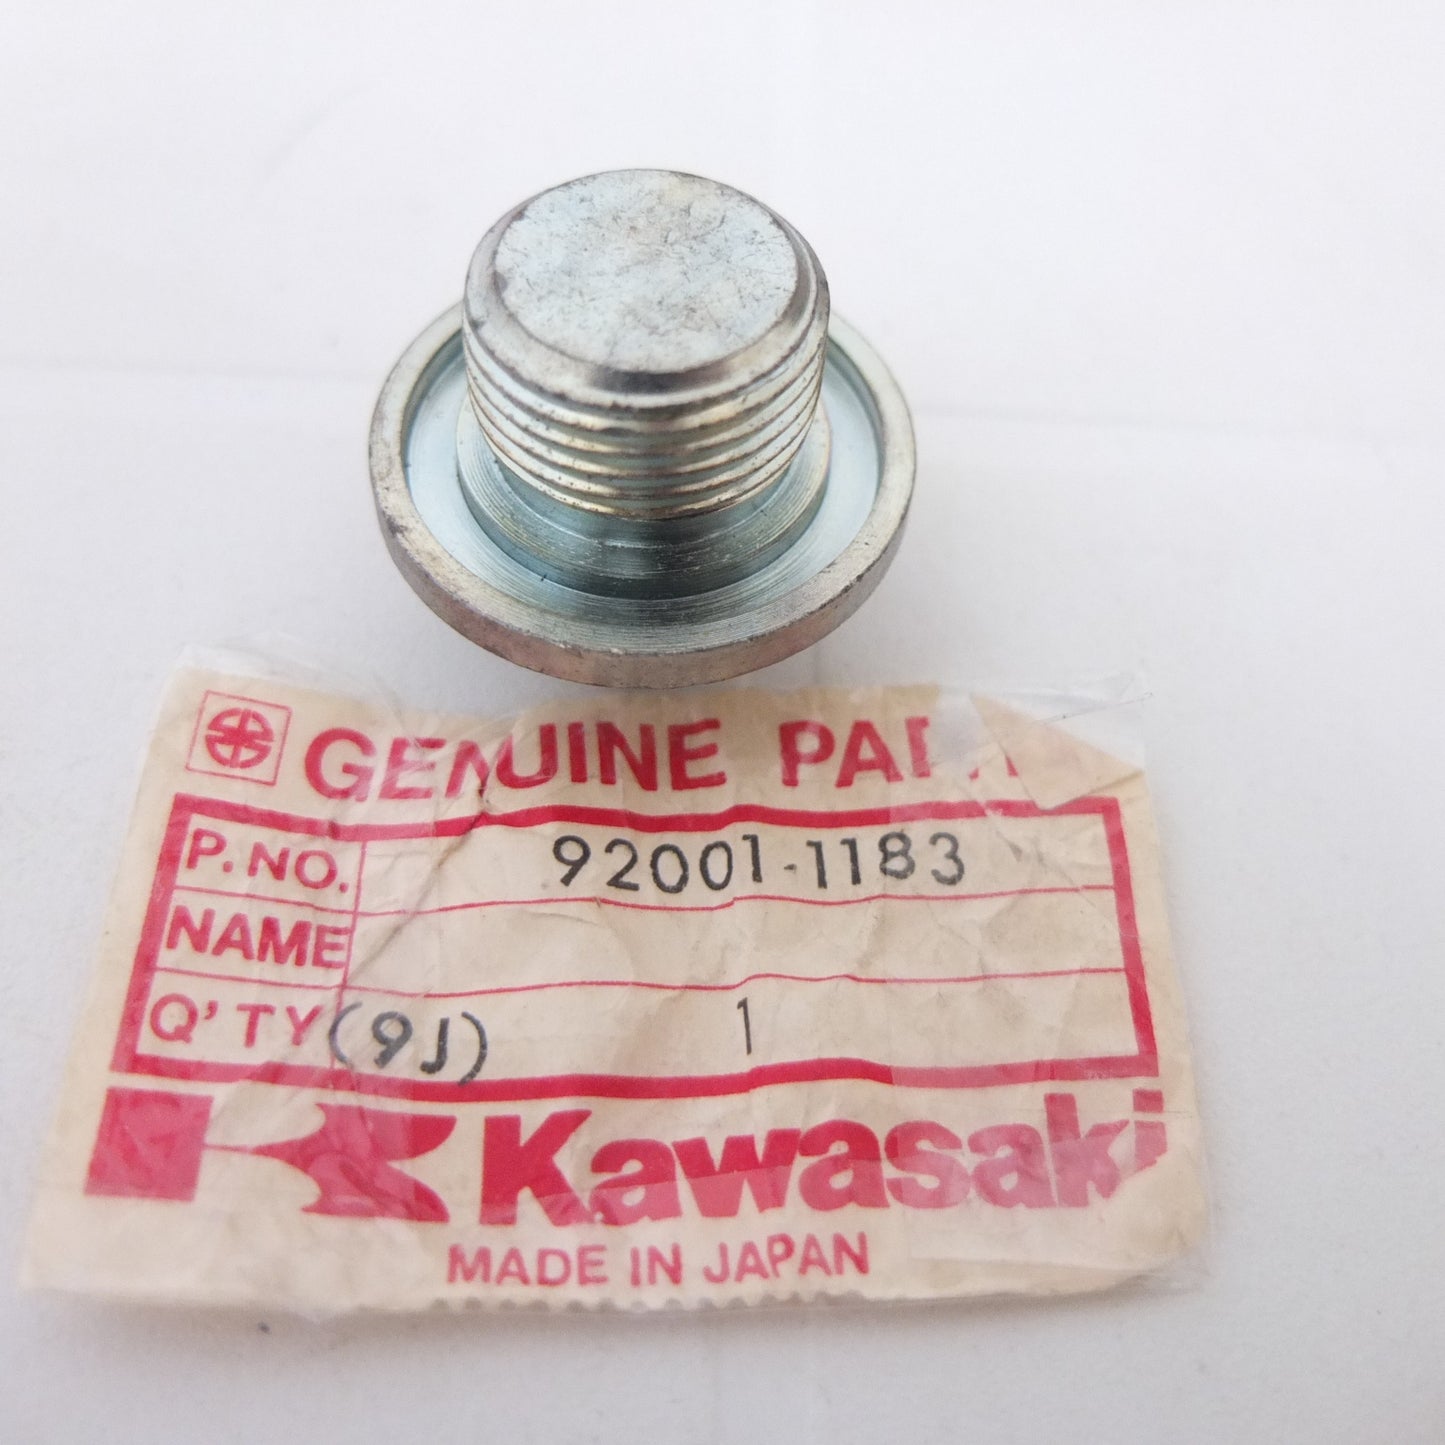 GENUINE PAR
P.NO. 92001-1183
NAME
Q'TY (9J) 1
Kawasaki
MADE IN JAPAN